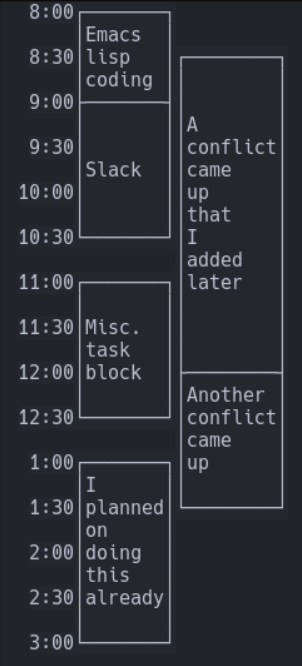 8:00
Emacs
8:30
lisp
coding
9:00
A
9:30
conflict
Slack
came
10:00
up
that
10:30
I
added
11:00
later
11:30
Misc.
task
12:00
block
Another
12:30
conflict
came
1:00
up
I
1:30
planned
on
2:00
doing
this
2:30
already
3:00